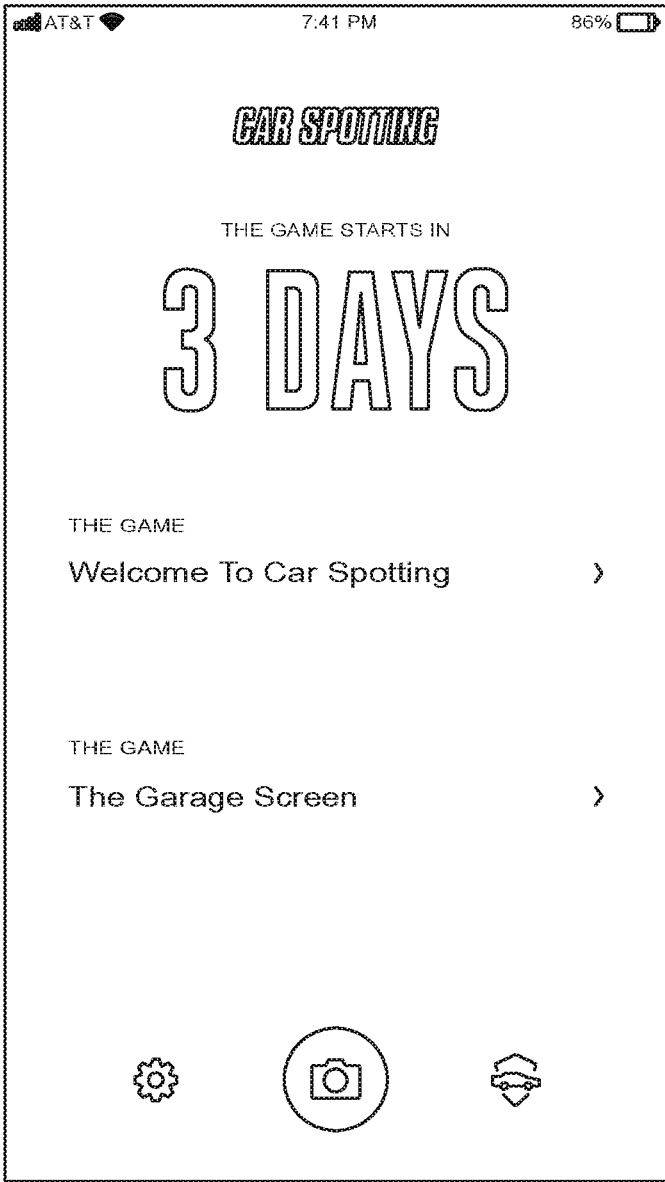 AT&T 7:41 PM 86%
CAR SPOTTING
THE GAME STARTS IN
3 DAYS
THE GAME
Welcome To Car Spotting
THE GAME
The Garage Screen